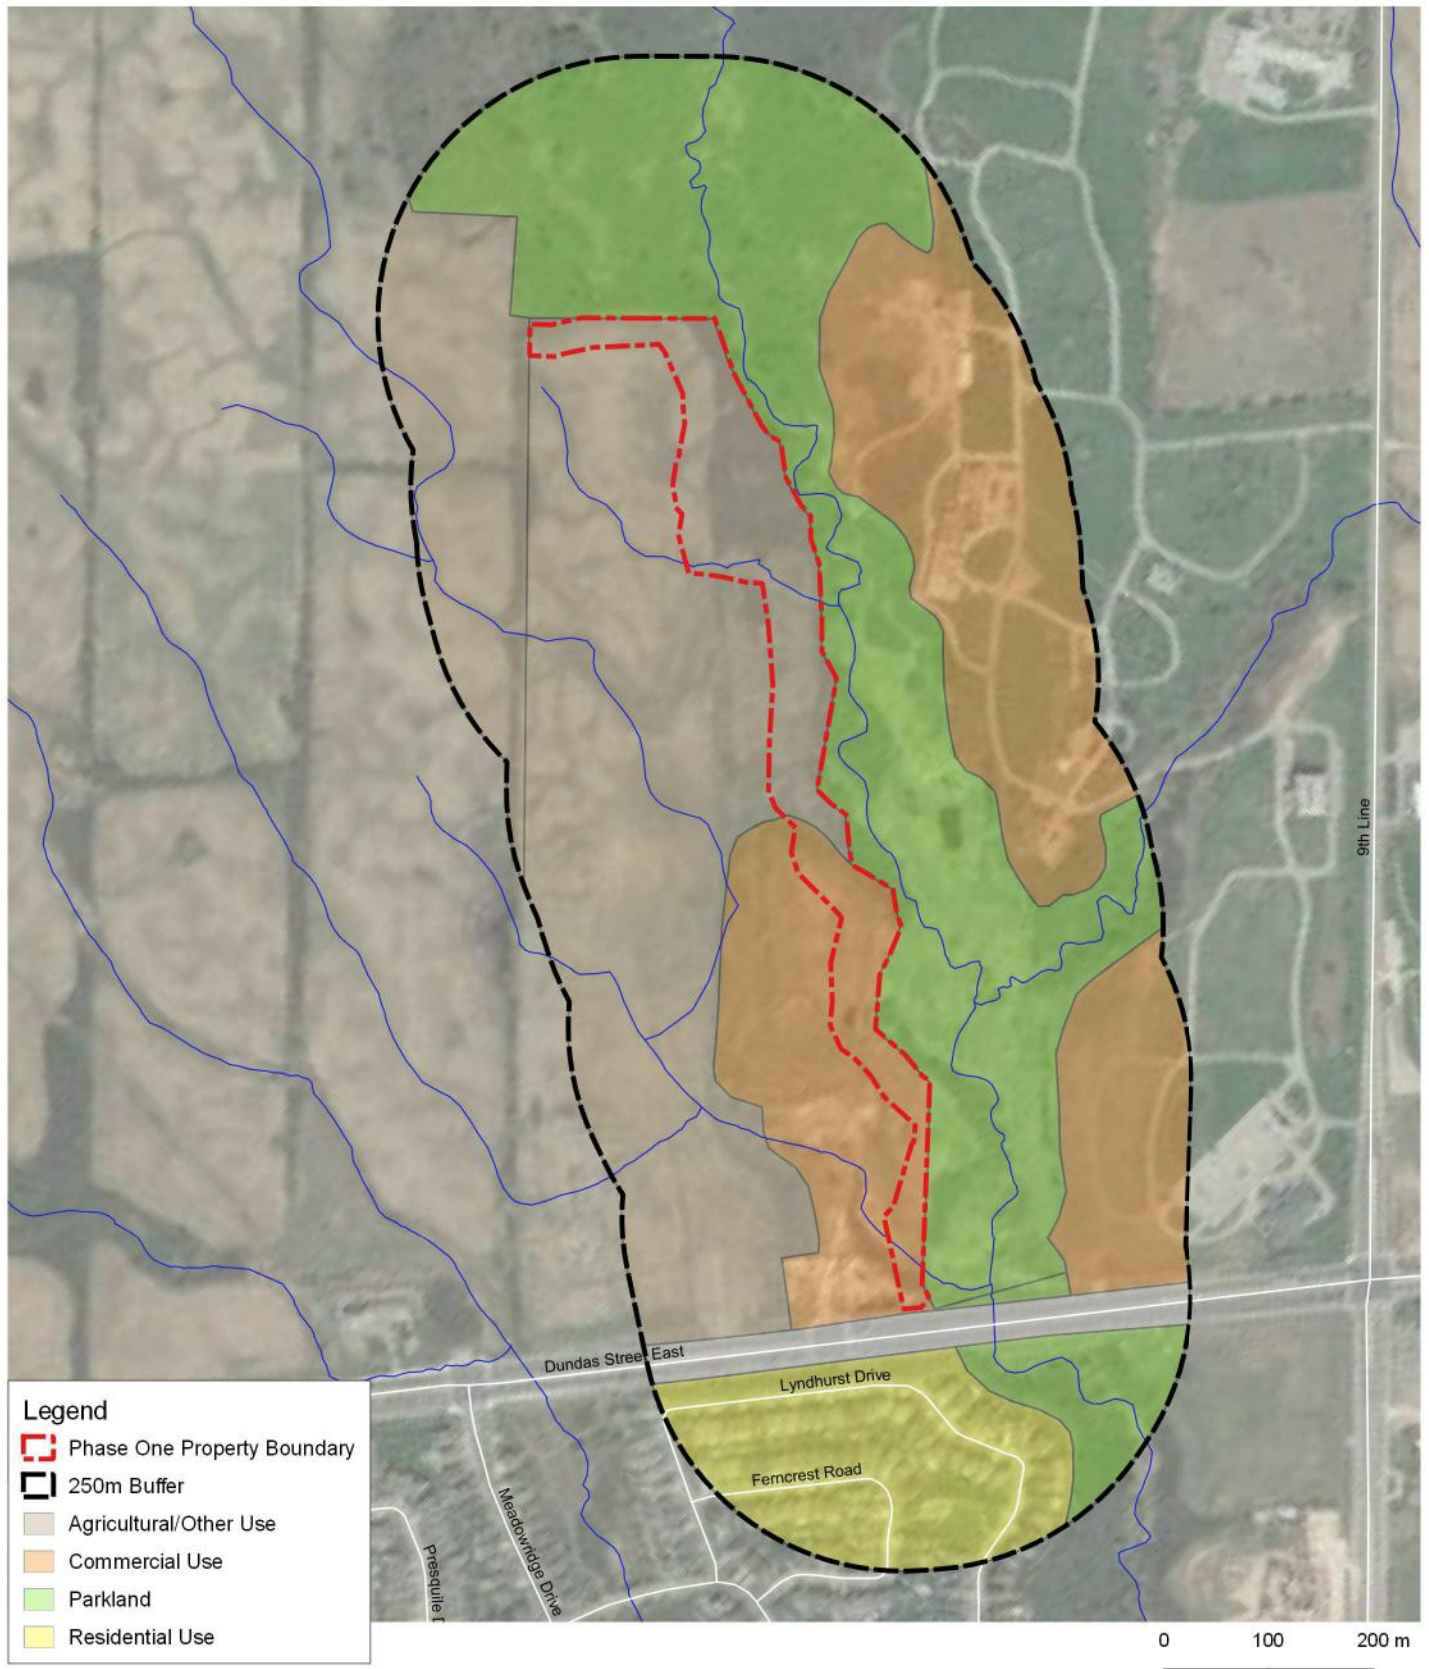 9th Line
Dundas Street East
Lyndhurst Drive
Ferncrest Road
Meadowridge Drive
Presquile D
Legend
Phase One Property Boundary
250m Buffer
Agricultural/Other Use
Commercial Use
Parkland
Residential Use
0 100 200 m